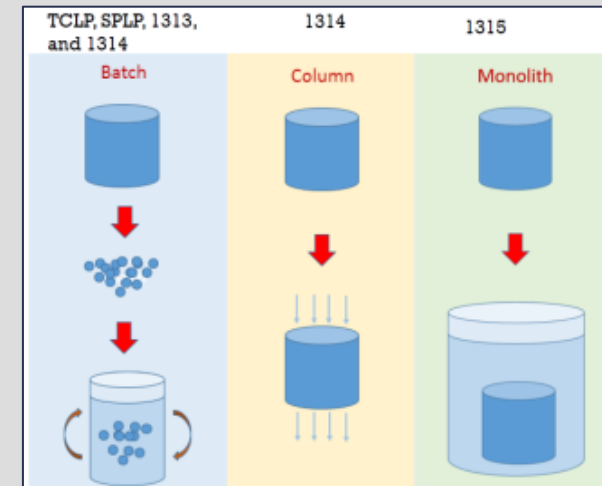 TCLP, SPLP, 1313,
and 1314
Batch
1314
Column
1315
Monolith